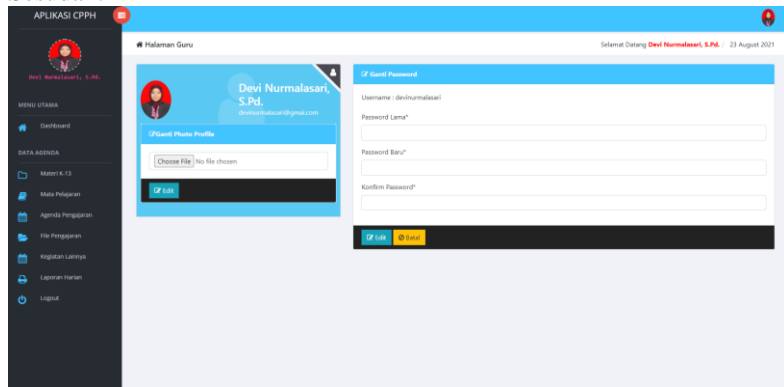 APLIKASI CPPH
Devi Nurmalasari, S.Pd.
MENU UTAMA
Dashboard
DATA AGENDA
Materi K-13
Mata Pelajaran
Agenda Pengajaran
File Pengajaran
Kegiatan Lainnya
Laporan Harian
Logout
Halaman Guru
Selamat Datang Devi Nurmalasari, S.Pd. / 23 August 2021
Devi Nurmalasari,
S.Pd.
devinurmalasari@gmai.com
Ganti Photo Profile
Choose File No file chosen
Edit
Ganti Password
Username : devinurmalasari
Password Lama*
Password Baru*
Konfirm Password*
Edit Batal